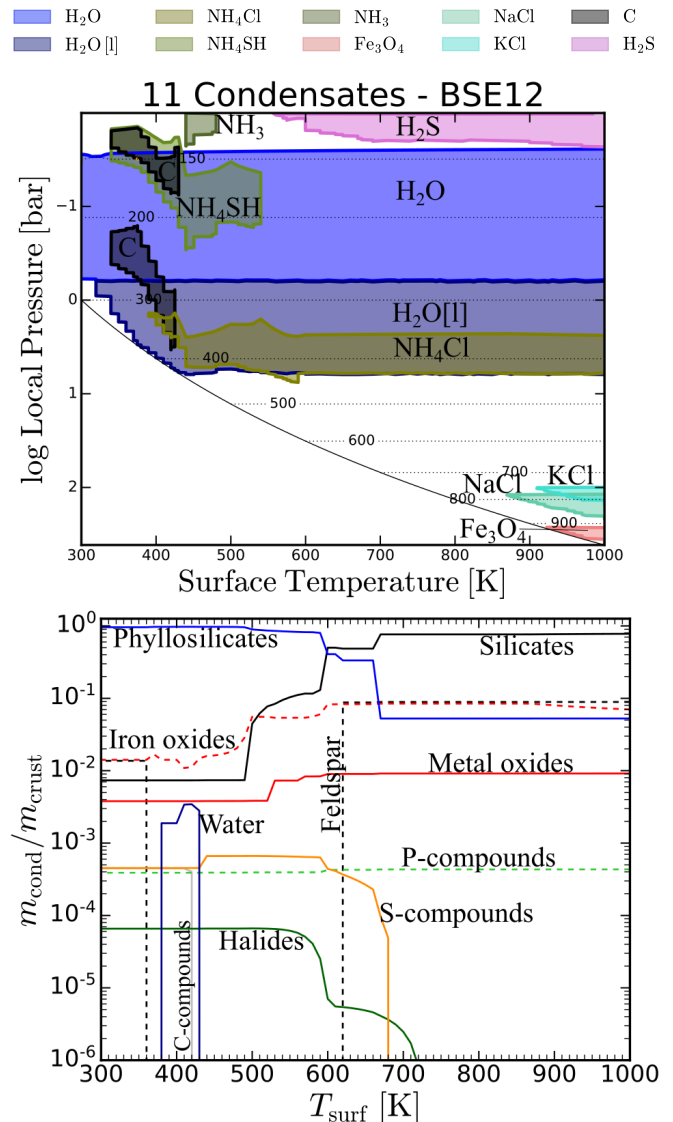 H₂O NH₄Cl NH₃ NaCl C
H₂O[l] NH₄SH Fe₃O₄ KCl H₂S
11 Condensates - BSE12
NH₃ H₂S
150
C
H₂O
NH₄SH
200
C
300
H₂O[l]
NH₄Cl
400
500
600
700
KCl
NaCl
800
900
Fe₃O₄
−1
0
1
2
log Local Pressure [bar]
300 400 500 600 700 800 900 1000
Surface Temperature [K]
10⁰
10⁻¹
10⁻²
10⁻³
10⁻⁴
10⁻⁵
10⁻⁶
m_cond/m_crust
Phyllosilicates Silicates
Iron oxides
Feldspar
Metal oxides
Water
P-compounds
S-compounds
Halides
C-compounds
300 400 500 600 700 800 900 1000
T_surf [K]